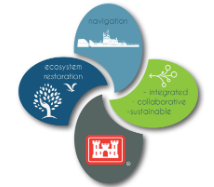 navigation
ecosystem
restoration
- integrated
- collaborative
-sustainable
®